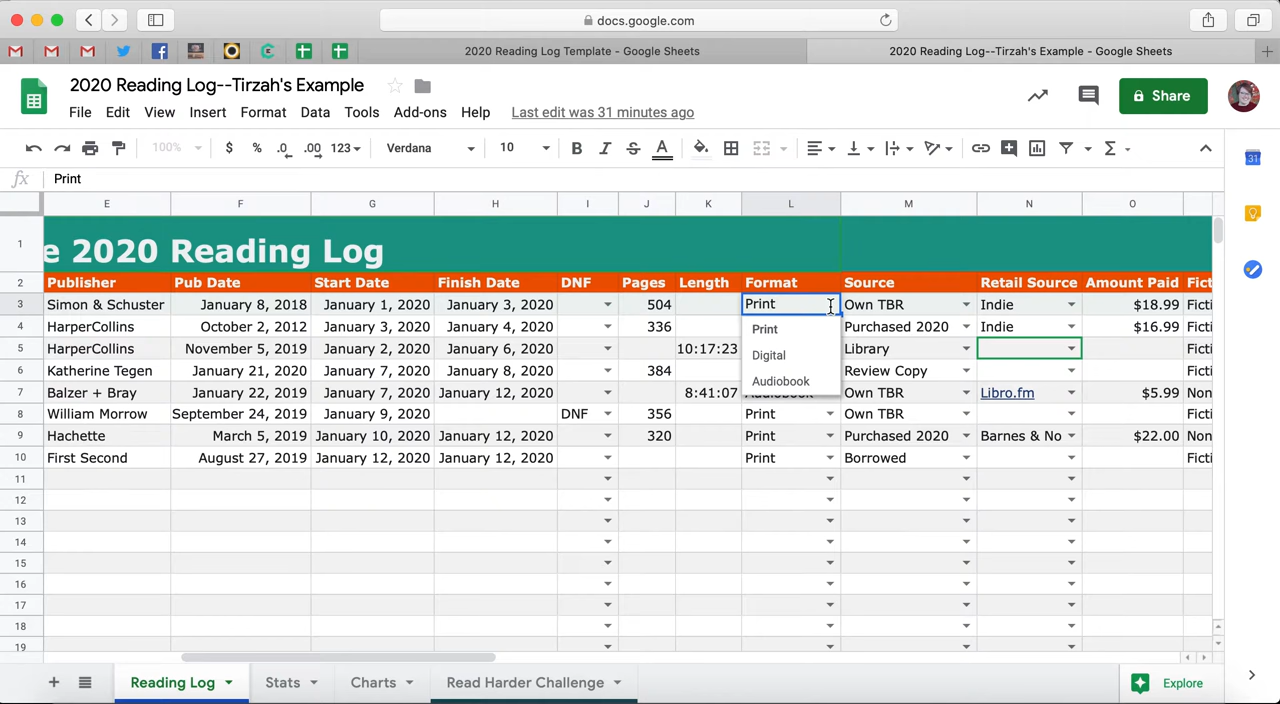 docs.google.com
2020 Reading Log Template - Google Sheets
2020 Reading Log--Tirzah's Example - Google Sheets
2020 Reading Log--Tirzah's Example
Share
File Edit View Insert Format Data Tools Add-ons Help Last edit was 31 minutes ago
100% $ % .0 .00 123 Verdana 10 B I S A
fx Print
E F G H I J K L M N O
1 e 2020 Reading Log
2 Publisher Pub Date Start Date Finish Date DNF Pages Length Format Source Retail Source Amount Paid Fict
3 Simon & Schuster January 8, 2018 January 1, 2020 January 3, 2020 504 Print Own TBR Indie $18.99 Ficti
4 HarperCollins October 2, 2012 January 3, 2020 January 4, 2020 336 Print Purchased 2020 Indie $16.99 Ficti
5 HarperCollins November 5, 2019 January 2, 2020 January 6, 2020 10:17:23 Digital Library Ficti
6 Katherine Tegen January 21, 2020 January 7, 2020 January 8, 2020 384 Audiobook Review Copy Ficti
7 Balzer + Bray January 22, 2019 January 7, 2020 January 12, 2020 8:41:07 Audiobook Own TBR Libro.fm $5.99 Non
8 William Morrow September 24, 2019 January 9, 2020 DNF 356 Print Own TBR Ficti
9 Hachette March 5, 2019 January 10, 2020 January 12, 2020 320 Print Purchased 2020 Barnes & No $22.00 Non
10 First Second August 27, 2019 January 12, 2020 January 12, 2020 Print Borrowed Ficti
11
12
13
14
15
16
17
18
19
Reading Log Stats Charts Read Harder Challenge Explore
31